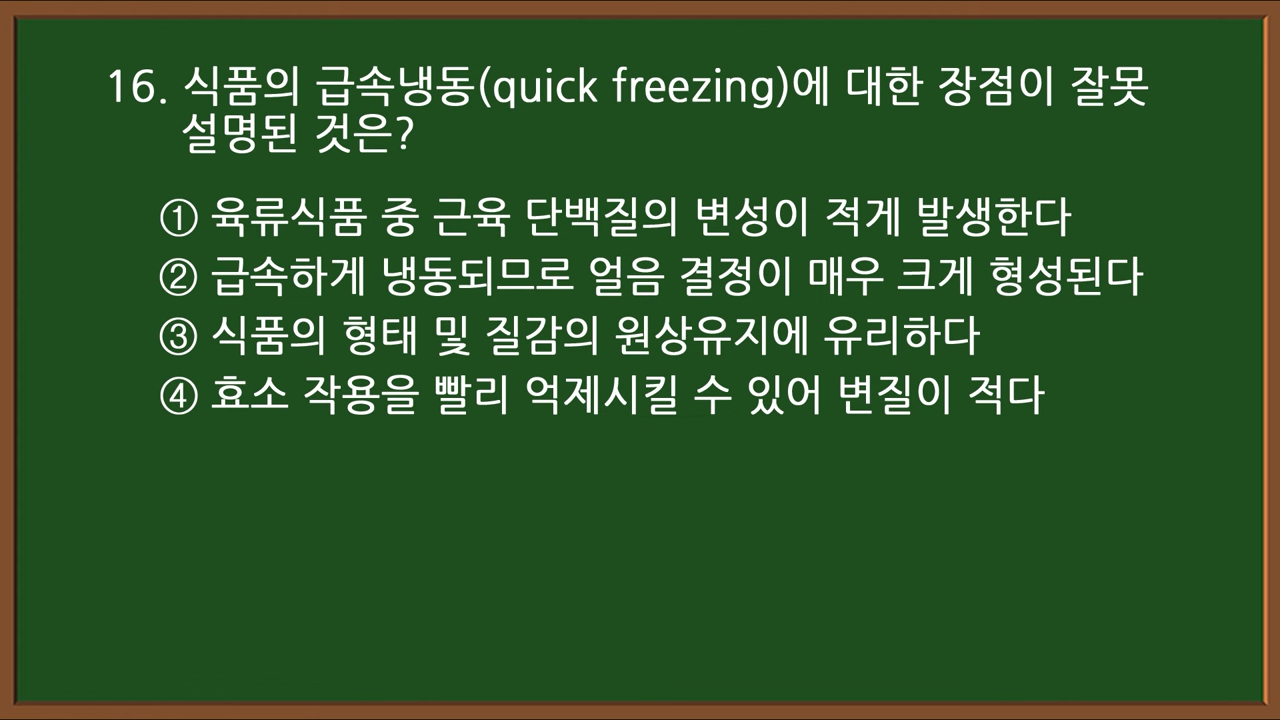 16. 식품의 급속냉동(quick freezing)에 대한 장점이 잘못
설명된 것은?
① 육류식품 중 근육 단백질의 변성이 적게 발생한다
② 급속하게 냉동되므로 얼음 결정이 매우 크게 형성된다
③ 식품의 형태 및 질감의 원상유지에 유리하다
④ 효소 작용을 빨리 억제시킬 수 있어 변질이 적다